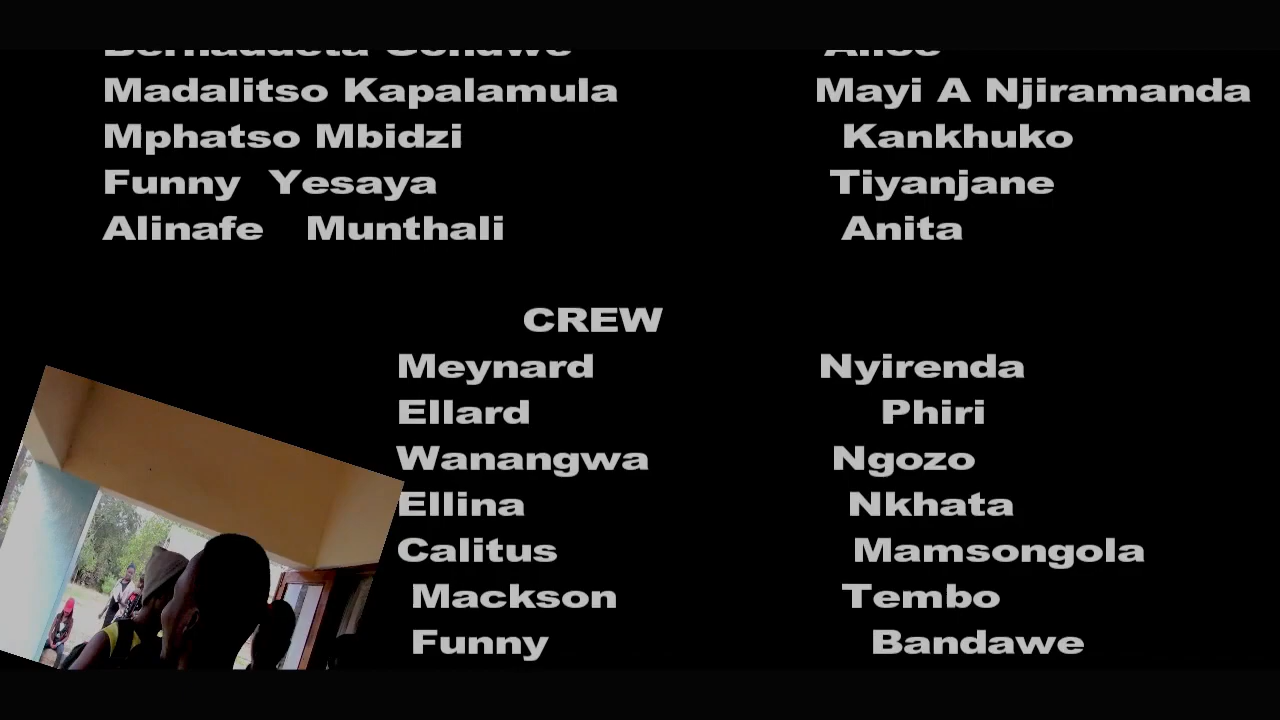 Madalitso Kapalamula Mayi A Njiramanda
Mphatso Mbidzi Kankhuko
Funny Yesaya Tiyanjane
Alinafe Munthali Anita
CREW
Meynard Nyirenda
Ellard Phiri
Wanangwa Ngozo
Ellina Nkhata
Calitus Mamsongola
Mackson Tembo
Funny Bandawe